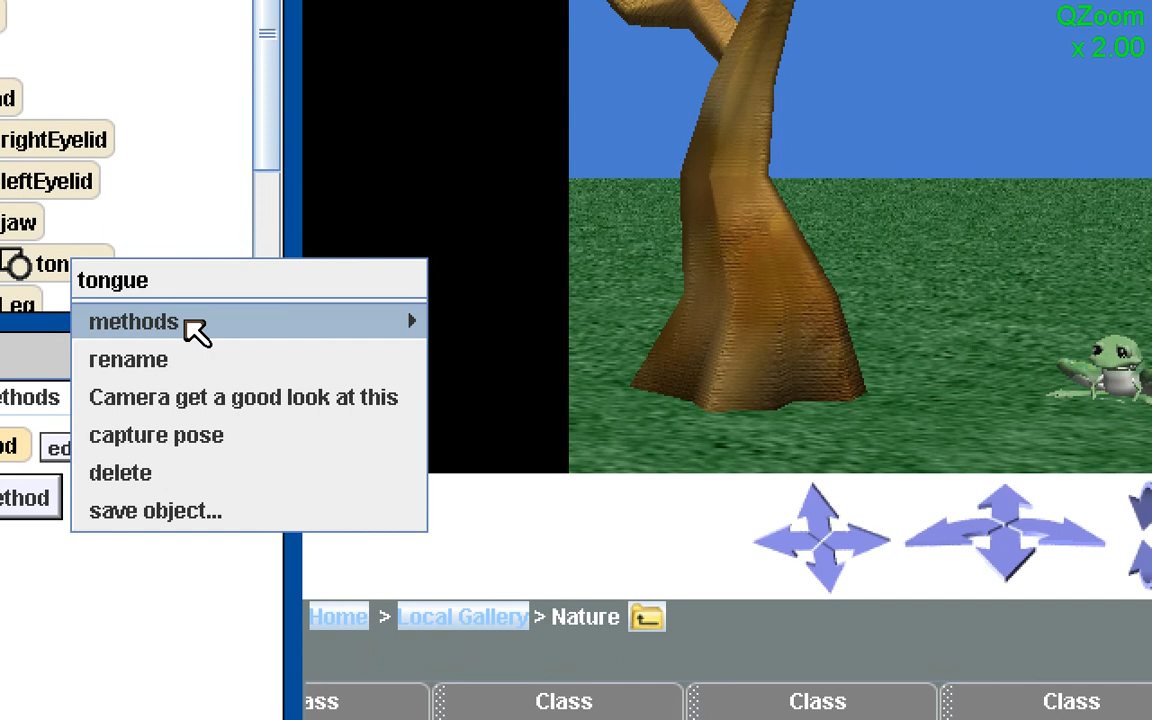 QZoom
x 2.00
rightEyelid
leftEyelid
jaw
tongue
methods
rename
Camera get a good look at this
capture pose
delete
save object...
Home > Local Gallery > Nature
Class
Class
Class